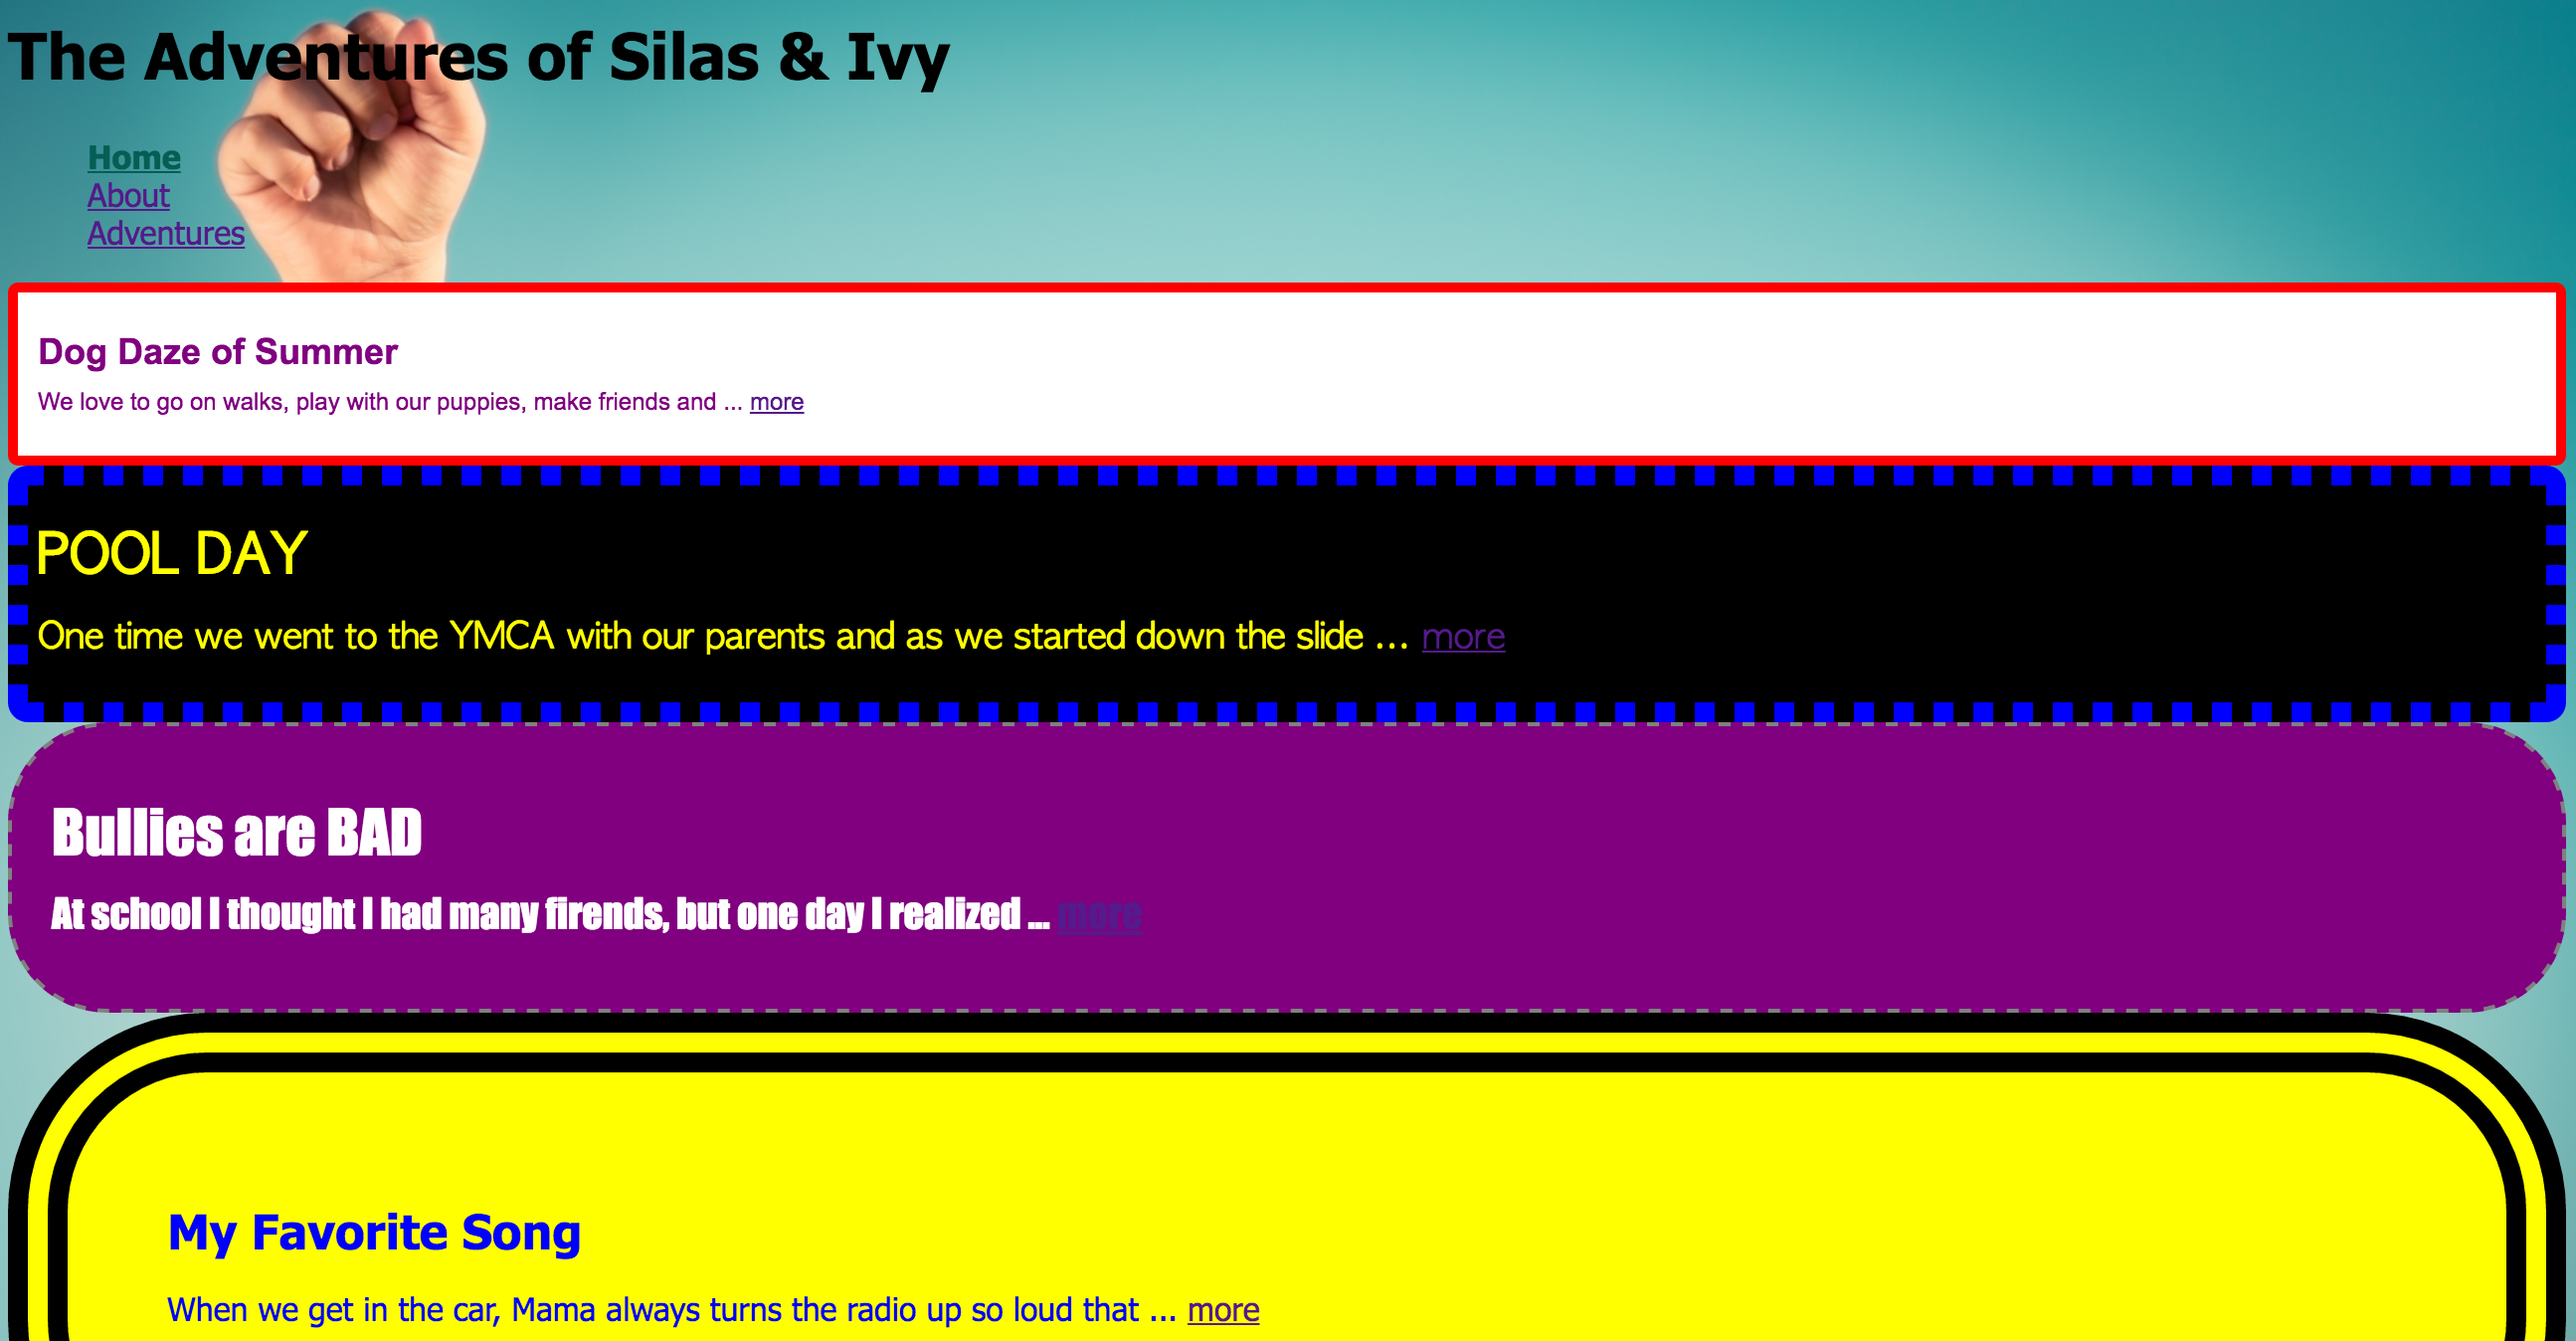 The Adventures of Silas & Ivy
Home
About
Adventures
Dog Daze of Summer
We love to go on walks, play with our puppies, make friends and ... more
POOL DAY
One time we went to the YMCA with our parents and as we started down the slide ... more
Bullies are BAD
At school I thought I had many firends, but one day I realized ... more
My Favorite Song
When we get in the car, Mama always turns the radio up so loud that ... more